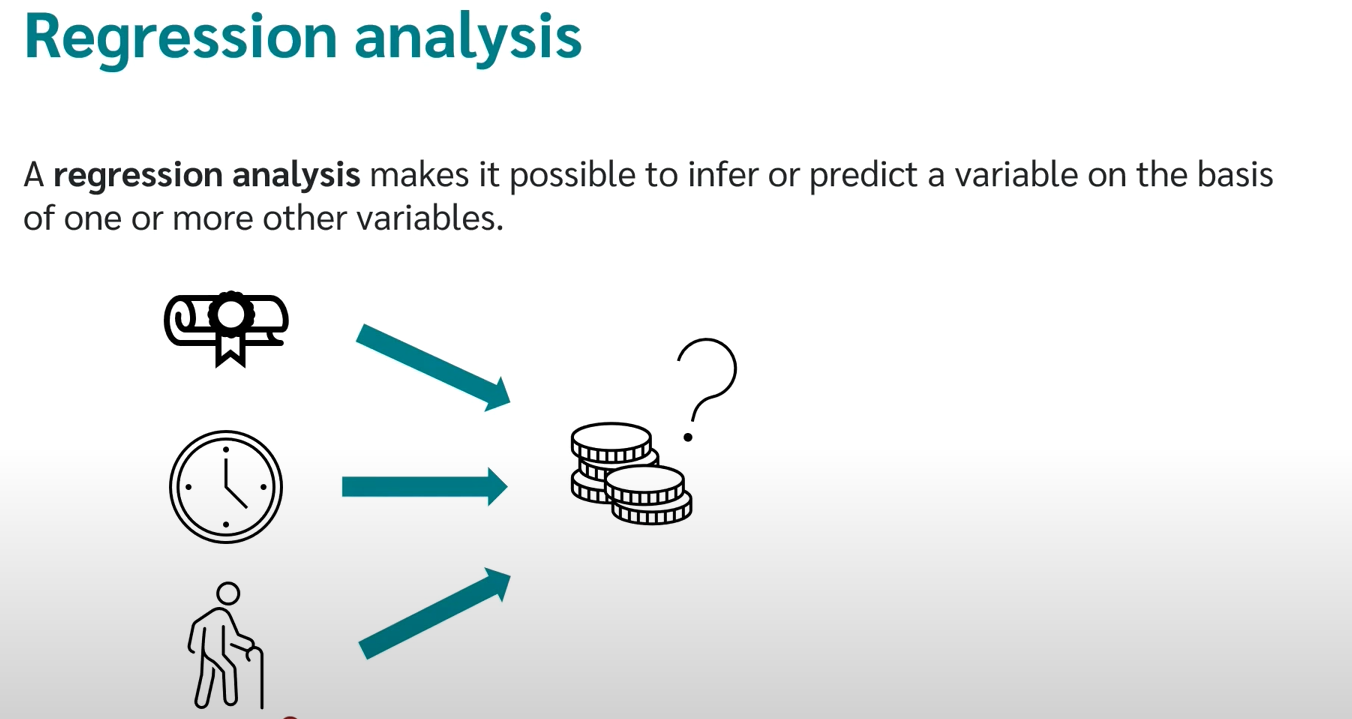 Regression analysis
A regression analysis makes it possible to infer or predict a variable on the basis
of one or more other variables.
?